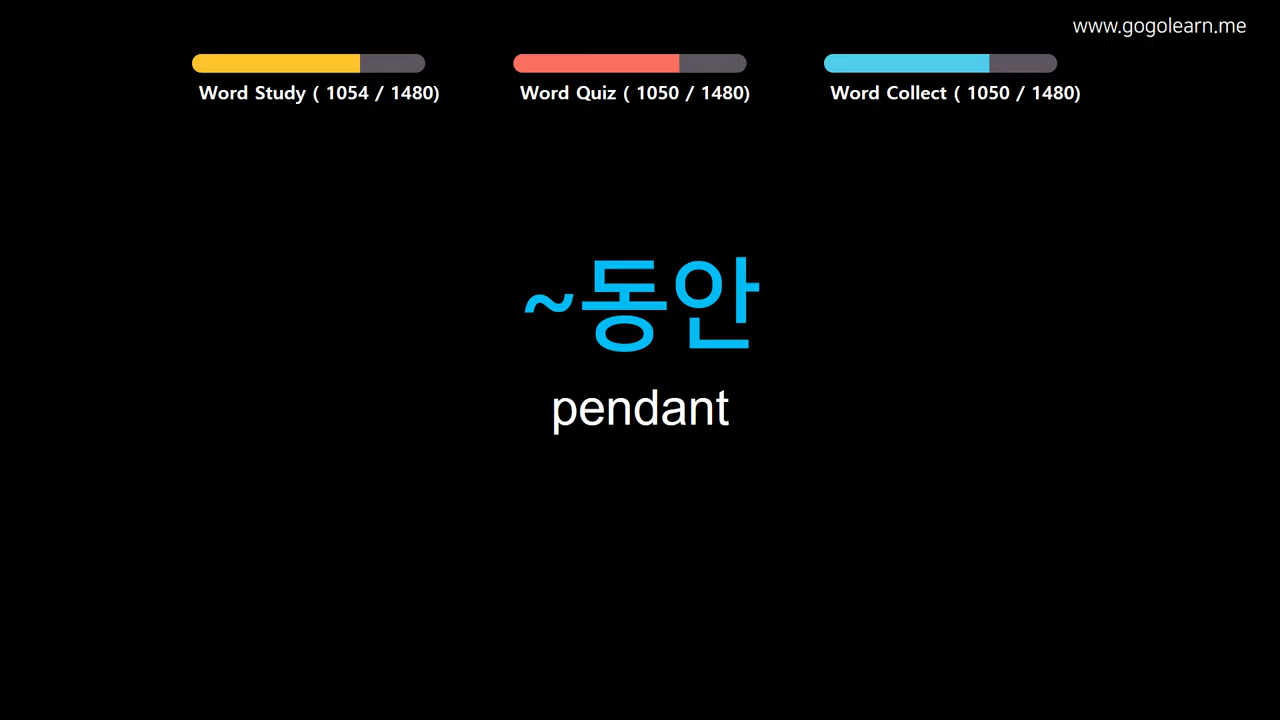 www.gogolearn.me
Word Study ( 1054 / 1480)
Word Quiz ( 1050 / 1480)
Word Collect ( 1050 / 1480)
~동안
pendant